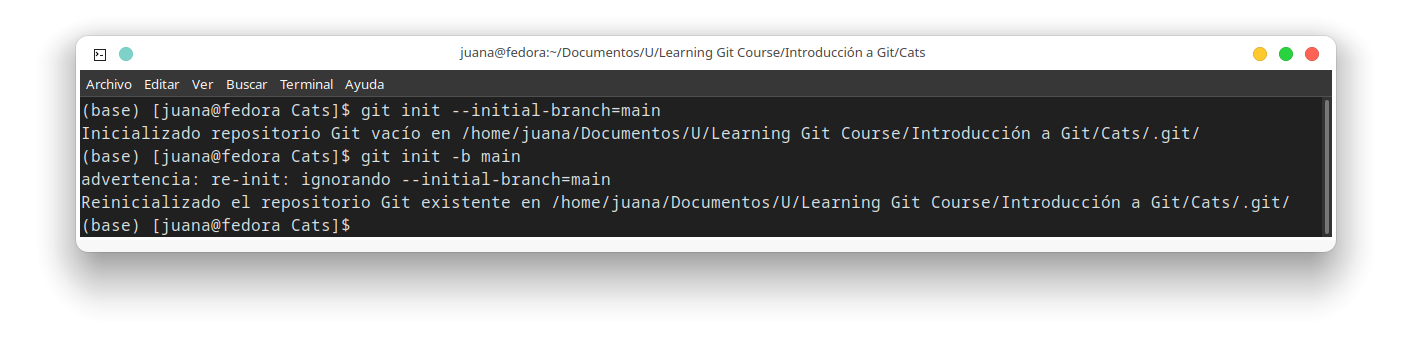 juana@fedora:~/Documentos/U/Learning Git Course/Introducción a Git/Cats
Archivo Editar Ver Buscar Terminal Ayuda
(base) [juana@fedora Cats]$ git init --initial-branch=main
Inicializado repositorio Git vacío en /home/juana/Documentos/U/Learning Git Course/Introducción a Git/Cats/.git/
(base) [juana@fedora Cats]$ git init -b main
advertencia: re-init: ignorando --initial-branch=main
Reinicializado el repositorio Git existente en /home/juana/Documentos/U/Learning Git Course/Introducción a Git/Cats/.git/
(base) [juana@fedora Cats]$